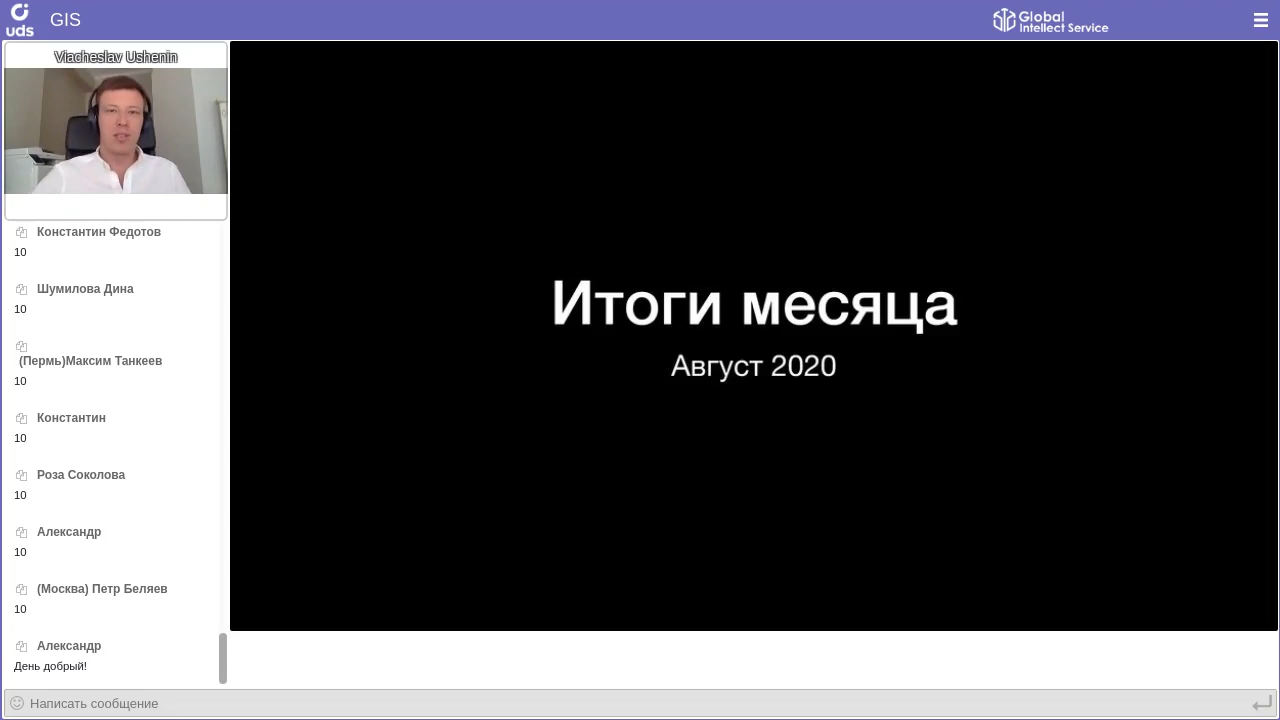 uds
GIS
Global
Intellect Service
Viacheslav Ushenin
Константин Федотов
10
Шумилова Дина
10
(Пермь)Максим Танкеев
10
Константин
10
Роза Соколова
10
Александр
10
(Москва) Петр Беляев
10
Александр
День добрый!
Итоги месяца
Август 2020
Написать сообщение